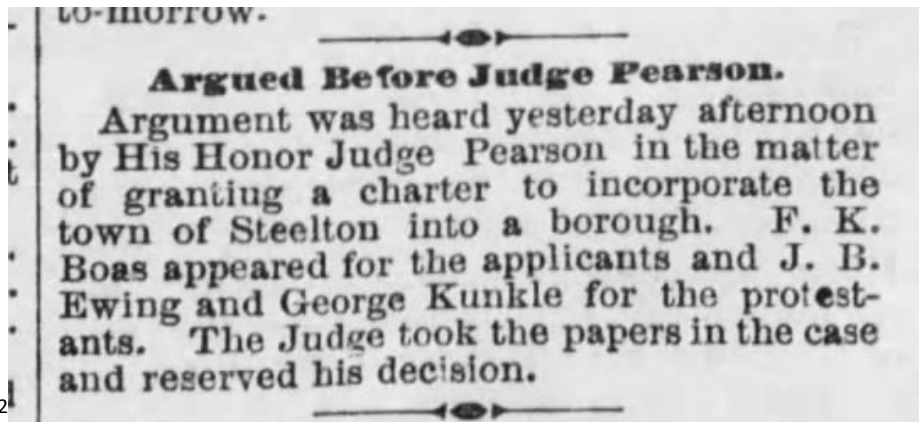 to-morrow.
Argued Before Judge Pearson.
Argument was heard yesterday afternoon
by His Honor Judge Pearson in the matter
of grantiug a charter to incorporate the
town of Steelton into a borough. F. K.
Boas appeared for the applicants and J. B.
Ewing and George Kunkle for the protest-
ants. The Judge took the papers in the case
and reserved his decision.
2